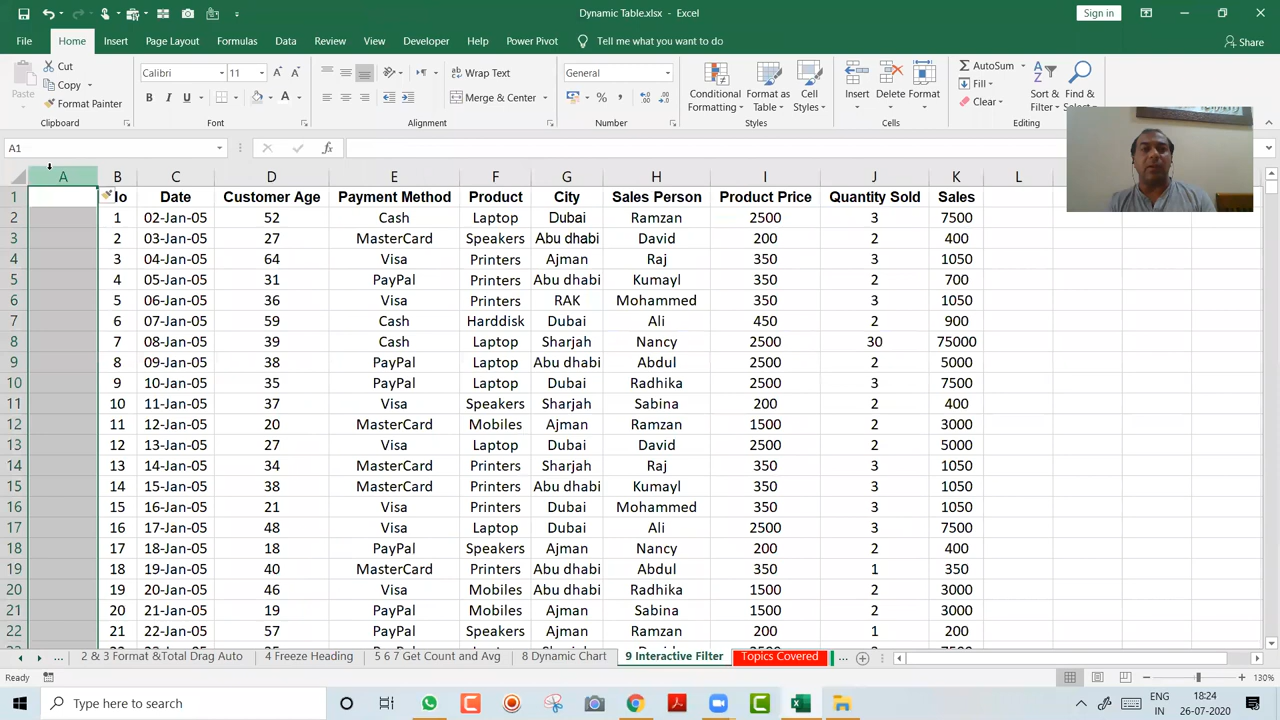 Dynamic Table.xlsx - Excel
Sign in
File Home Insert Page Layout Formulas Data Review View Developer Help Power Pivot Tell me what you want to do Share
Paste Cut Copy Format Painter Clipboard
Calibri 11 A A B I U A Font
Wrap Text Merge & Center Alignment
General % Number
Conditional Formatting Format as Table Cell Styles Styles
Insert Delete Format Cells
AutoSum Fill Clear Sort & Filter Find & Select Editing
A1 fx
A B C D E F G H I J K L
1 lo Date Customer Age Payment Method Product City Sales Person Product Price Quantity Sold Sales
2 1 02-Jan-05 52 Cash Laptop Dubai Ramzan 2500 3 7500
3 2 03-Jan-05 27 MasterCard Speakers Abu dhabi David 200 2 400
4 3 04-Jan-05 64 Visa Printers Ajman Raj 350 3 1050
5 4 05-Jan-05 31 PayPal Printers Abu dhabi Kumayl 350 2 700
6 5 06-Jan-05 36 Visa Printers RAK Mohammed 350 3 1050
7 6 07-Jan-05 59 Cash Harddisk Dubai Ali 450 2 900
8 7 08-Jan-05 39 Cash Laptop Sharjah Nancy 2500 30 75000
9 8 09-Jan-05 38 PayPal Laptop Abu dhabi Abdul 2500 2 5000
10 9 10-Jan-05 35 PayPal Laptop Dubai Radhika 2500 3 7500
11 10 11-Jan-05 37 Visa Speakers Sharjah Sabina 200 2 400
12 11 12-Jan-05 20 MasterCard Mobiles Ajman Ramzan 1500 2 3000
13 12 13-Jan-05 27 Visa Laptop Dubai David 2500 2 5000
14 13 14-Jan-05 34 MasterCard Printers Sharjah Raj 350 3 1050
15 14 15-Jan-05 38 MasterCard Printers Abu dhabi Kumayl 350 3 1050
16 15 16-Jan-05 21 Visa Printers Dubai Mohammed 350 3 1050
17 16 17-Jan-05 48 Visa Laptop Dubai Ali 2500 3 7500
18 17 18-Jan-05 18 PayPal Speakers Ajman Nancy 200 2 400
19 18 19-Jan-05 40 MasterCard Printers Abu dhabi Abdul 350 1 350
20 19 20-Jan-05 46 Visa Mobiles Abu dhabi Radhika 1500 2 3000
21 20 21-Jan-05 19 PayPal Mobiles Ajman Sabina 1500 2 3000
22 21 22-Jan-05 57 PayPal Speakers Ajman Ramzan 200 1 200
2 & 3 Format &Total Drag Auto 4 Freeze Heading 5 6 7 Get Count and Avg 8 Dynamic Chart 9 Interactive Filter Topics Covered ...
Ready 130%
Type here to search ENG IN 18:24 26-07-2020